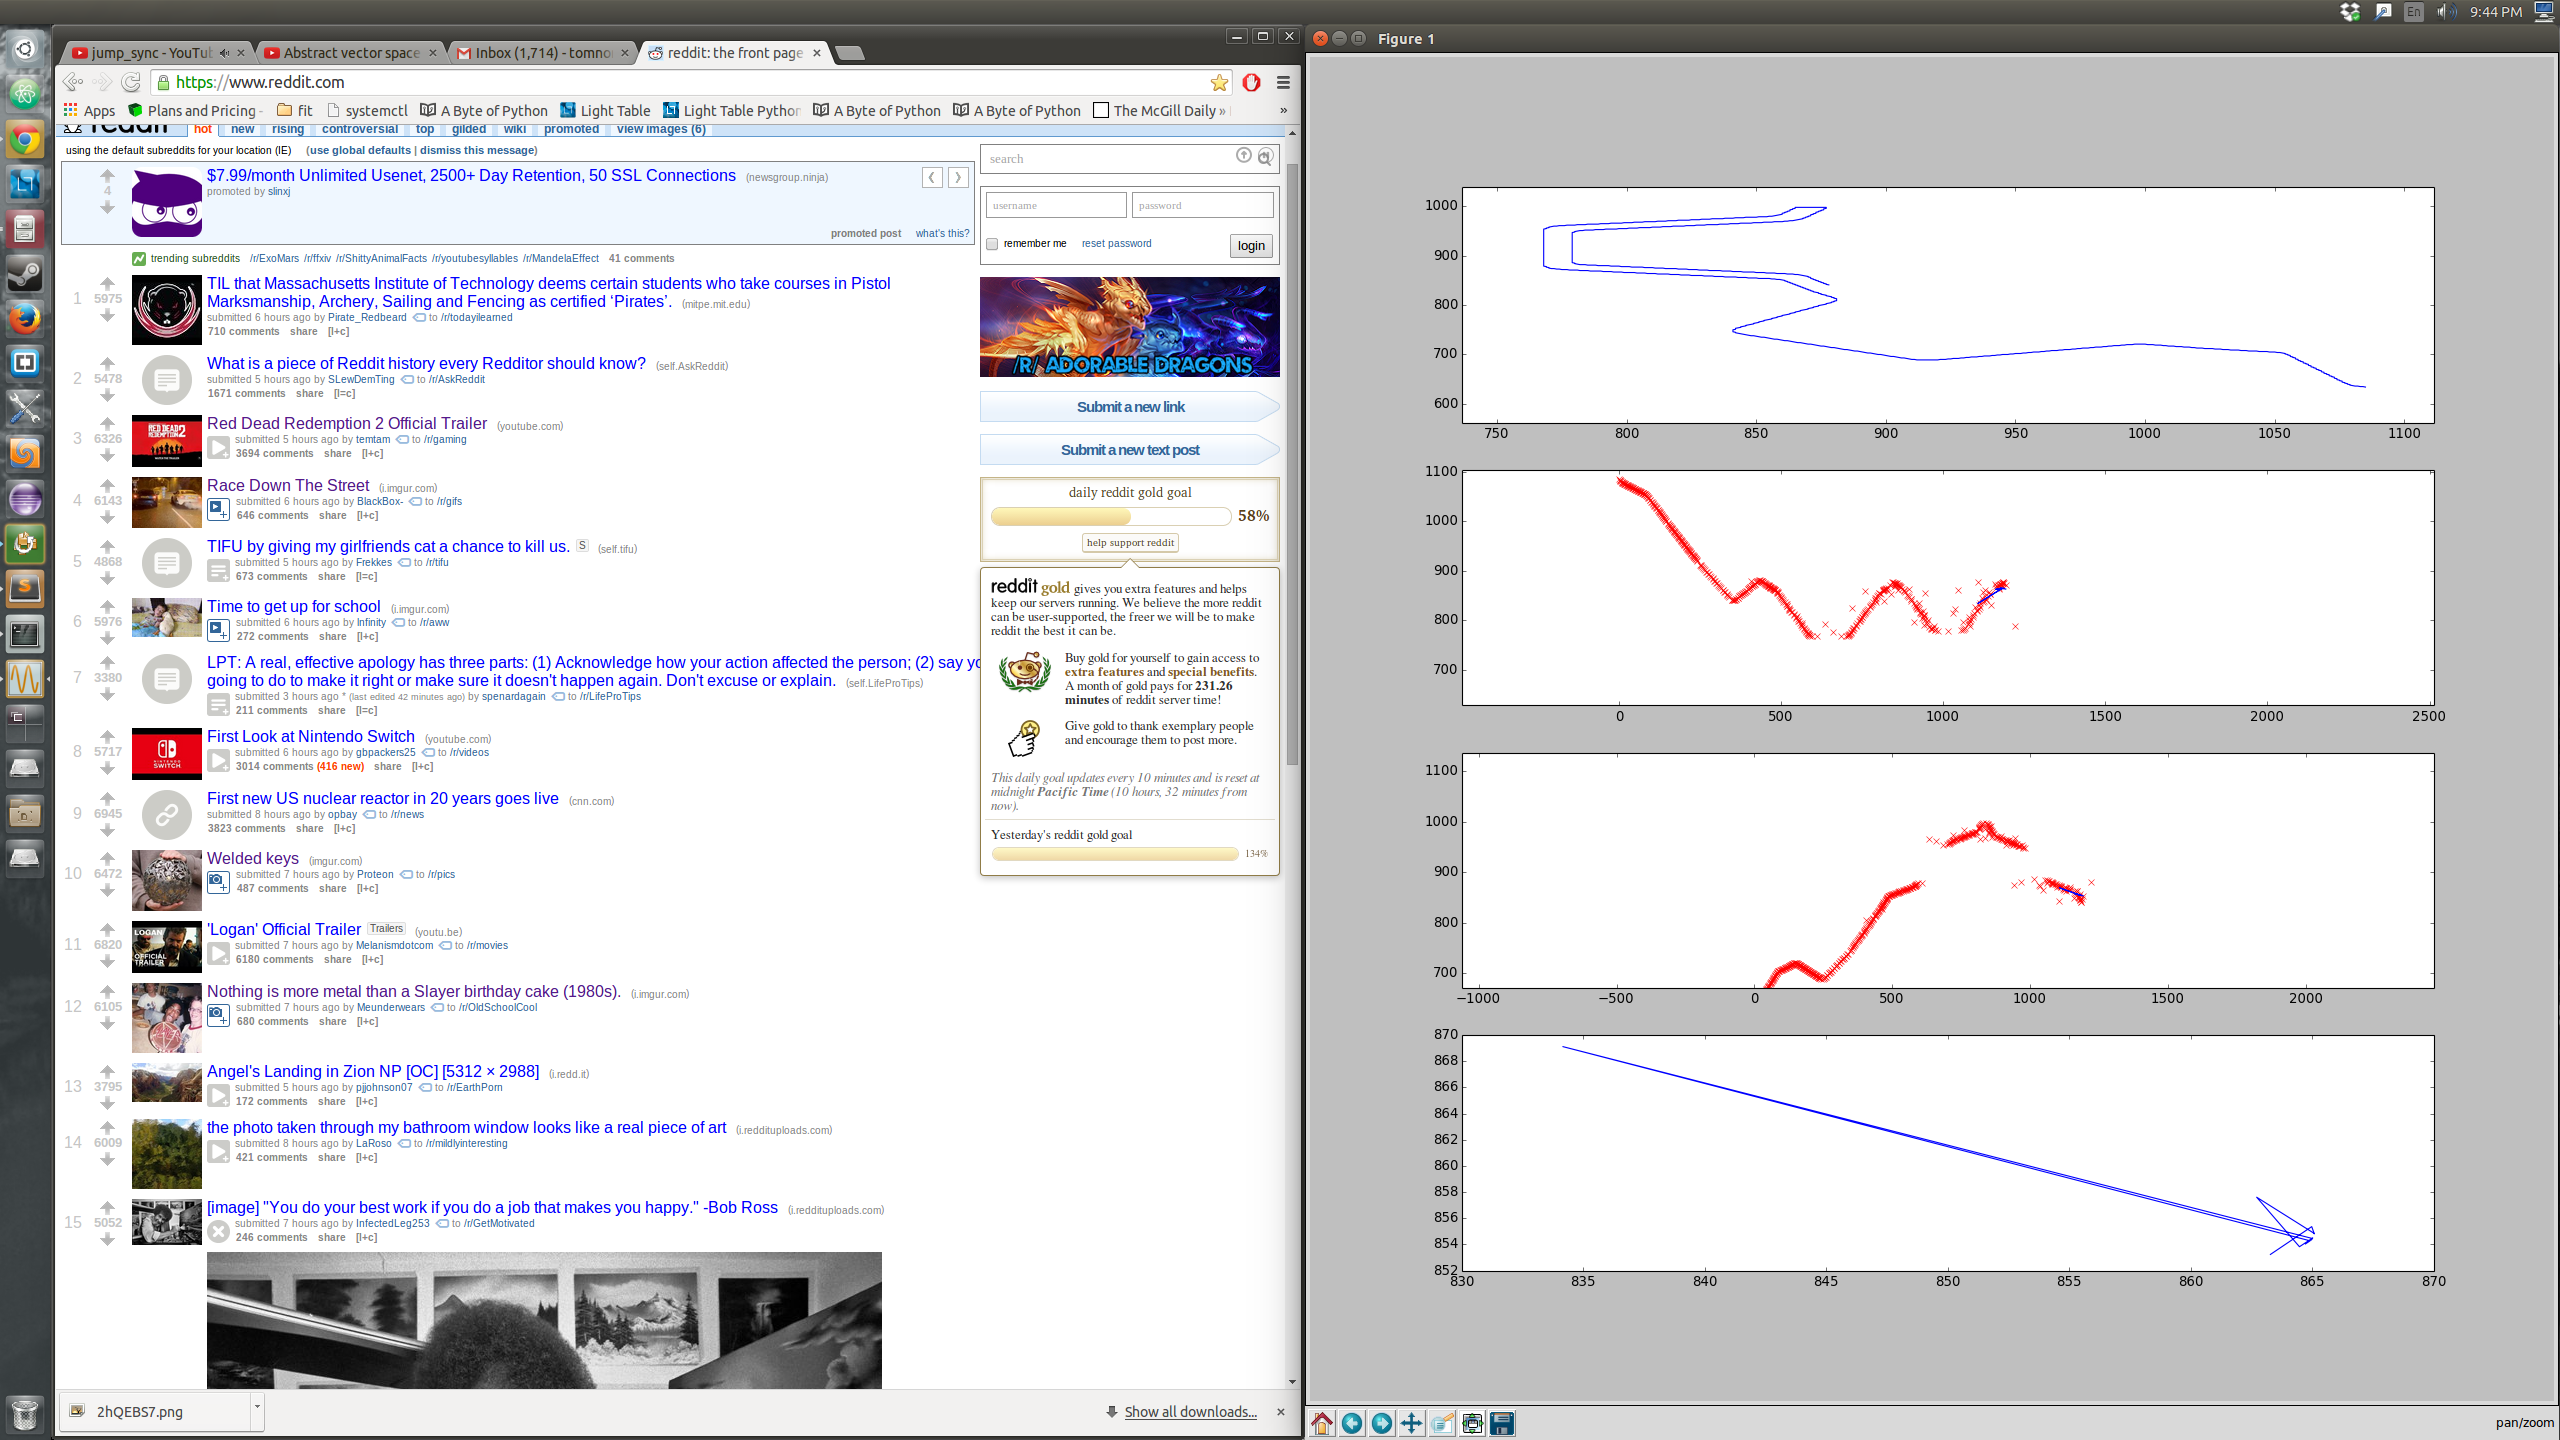 En 9:44 PM
jump_sync - YouTu
Abstract vector space
Inbox (1,714) - tomno
reddit: the front page
Figure 1
https://www.reddit.com
Apps Plans and Pricing - fit systemctl A Byte of Python Light Table Light Table Python A Byte of Python A Byte of Python The McGill Daily » »
reddit hot new rising controversial top gilded wiki promoted view images (6)
using the default subreddits for your location (IE) (use global defaults | dismiss this message)
4
$7.99/month Unlimited Usenet, 2500+ Day Retention, 50 SSL Connections (newsgroup.ninja)
promoted by slinxj
promoted post what's this?
trending subreddits /r/ExoMars /r/ffxiv /r/ShittyAnimalFacts /r/youtubesyllables /r/MandelaEffect 41 comments
1 5975
TIL that Massachusetts Institute of Technology deems certain students who take courses in Pistol
Marksmanship, Archery, Sailing and Fencing as certified ‘Pirates’. (mitpe.mit.edu)
submitted 6 hours ago by Pirate_Redbeard to /r/todayilearned
710 comments share [l+c]
2 5478
What is a piece of Reddit history every Redditor should know? (self.AskReddit)
submitted 5 hours ago by SLewDemTing to /r/AskReddit
1671 comments share [l=c]
3 6326
RED DEAD
REDEMPTION 2
Red Dead Redemption 2 Official Trailer (youtube.com)
submitted 5 hours ago by temtam to /r/gaming
3694 comments share [l+c]
4 6143
Race Down The Street (i.imgur.com)
submitted 6 hours ago by BlackBox- to /r/gifs
646 comments share [l+c]
5 4868
TIFU by giving my girlfriends cat a chance to kill us. S (self.tifu)
submitted 5 hours ago by Frekkes to /r/tifu
673 comments share [l=c]
6 5976
Time to get up for school (i.imgur.com)
submitted 6 hours ago by lnfinity to /r/aww
272 comments share [l+c]
7 3380
LPT: A real, effective apology has three parts: (1) Acknowledge how your action affected the person; (2) say yo
going to do to make it right or make sure it doesn't happen again. Don't excuse or explain. (self.LifeProTips)
submitted 3 hours ago * (last edited 42 minutes ago) by spenardagain to /r/LifeProTips
211 comments share [l=c]
8 5717
NINTENDO
SWITCH
First Look at Nintendo Switch (youtube.com)
submitted 6 hours ago by gbpackers25 to /r/videos
3014 comments (416 new) share [l+c]
9 6945
First new US nuclear reactor in 20 years goes live (cnn.com)
submitted 8 hours ago by opbay to /r/news
3823 comments share [l+c]
10 6472
Welded keys (imgur.com)
submitted 7 hours ago by Proteon to /r/pics
487 comments share [l+c]
11 6820
LOGAN
OFFICIAL
TRAILER
'Logan' Official Trailer Trailers (youtu.be)
submitted 7 hours ago by Melanismdotcom to /r/movies
6180 comments share [l+c]
12 6105
Nothing is more metal than a Slayer birthday cake (1980s). (i.imgur.com)
submitted 7 hours ago by Meunderwears to /r/OldSchoolCool
680 comments share [l+c]
13 3795
Angel's Landing in Zion NP [OC] [5312 × 2988] (i.redd.it)
submitted 5 hours ago by pjjohnson07 to /r/EarthPorn
172 comments share [l+c]
14 6009
the photo taken through my bathroom window looks like a real piece of art (i.reddituploads.com)
submitted 8 hours ago by LaRoso to /r/mildlyinteresting
421 comments share [l+c]
15 5052
[image] "You do your best work if you do a job that makes you happy." -Bob Ross (i.reddituploads.com)
submitted 7 hours ago by InfectedLeg253 to /r/GetMotivated
246 comments share [l+c]
search
username password
remember me reset password login
/R/ ADORABLE DRAGONS
Submit a new link
Submit a new text post
daily reddit gold goal
58%
help support reddit
reddit gold gives you extra features and helps
keep our servers running. We believe the more reddit
can be user-supported, the freer we will be to make
reddit the best it can be.
Buy gold for yourself to gain access to
extra features and special benefits.
A month of gold pays for 231.26
minutes of reddit server time!
Give gold to thank exemplary people
and encourage them to post more.
This daily goal updates every 10 minutes and is reset at
midnight Pacific Time (10 hours, 32 minutes from
now).
Yesterday's reddit gold goal
134%
2hQEBS7.png
Show all downloads...
1000
900
800
700
600
750 800 850 900 950 1000 1050 1100
1100
1000
900
800
700
0 500 1000 1500 2000 2500
1100
1000
900
800
700
−1000 −500 0 500 1000 1500 2000
870
868
866
864
862
860
858
856
854
852
830 835 840 845 850 855 860 865 870
pan/zoom